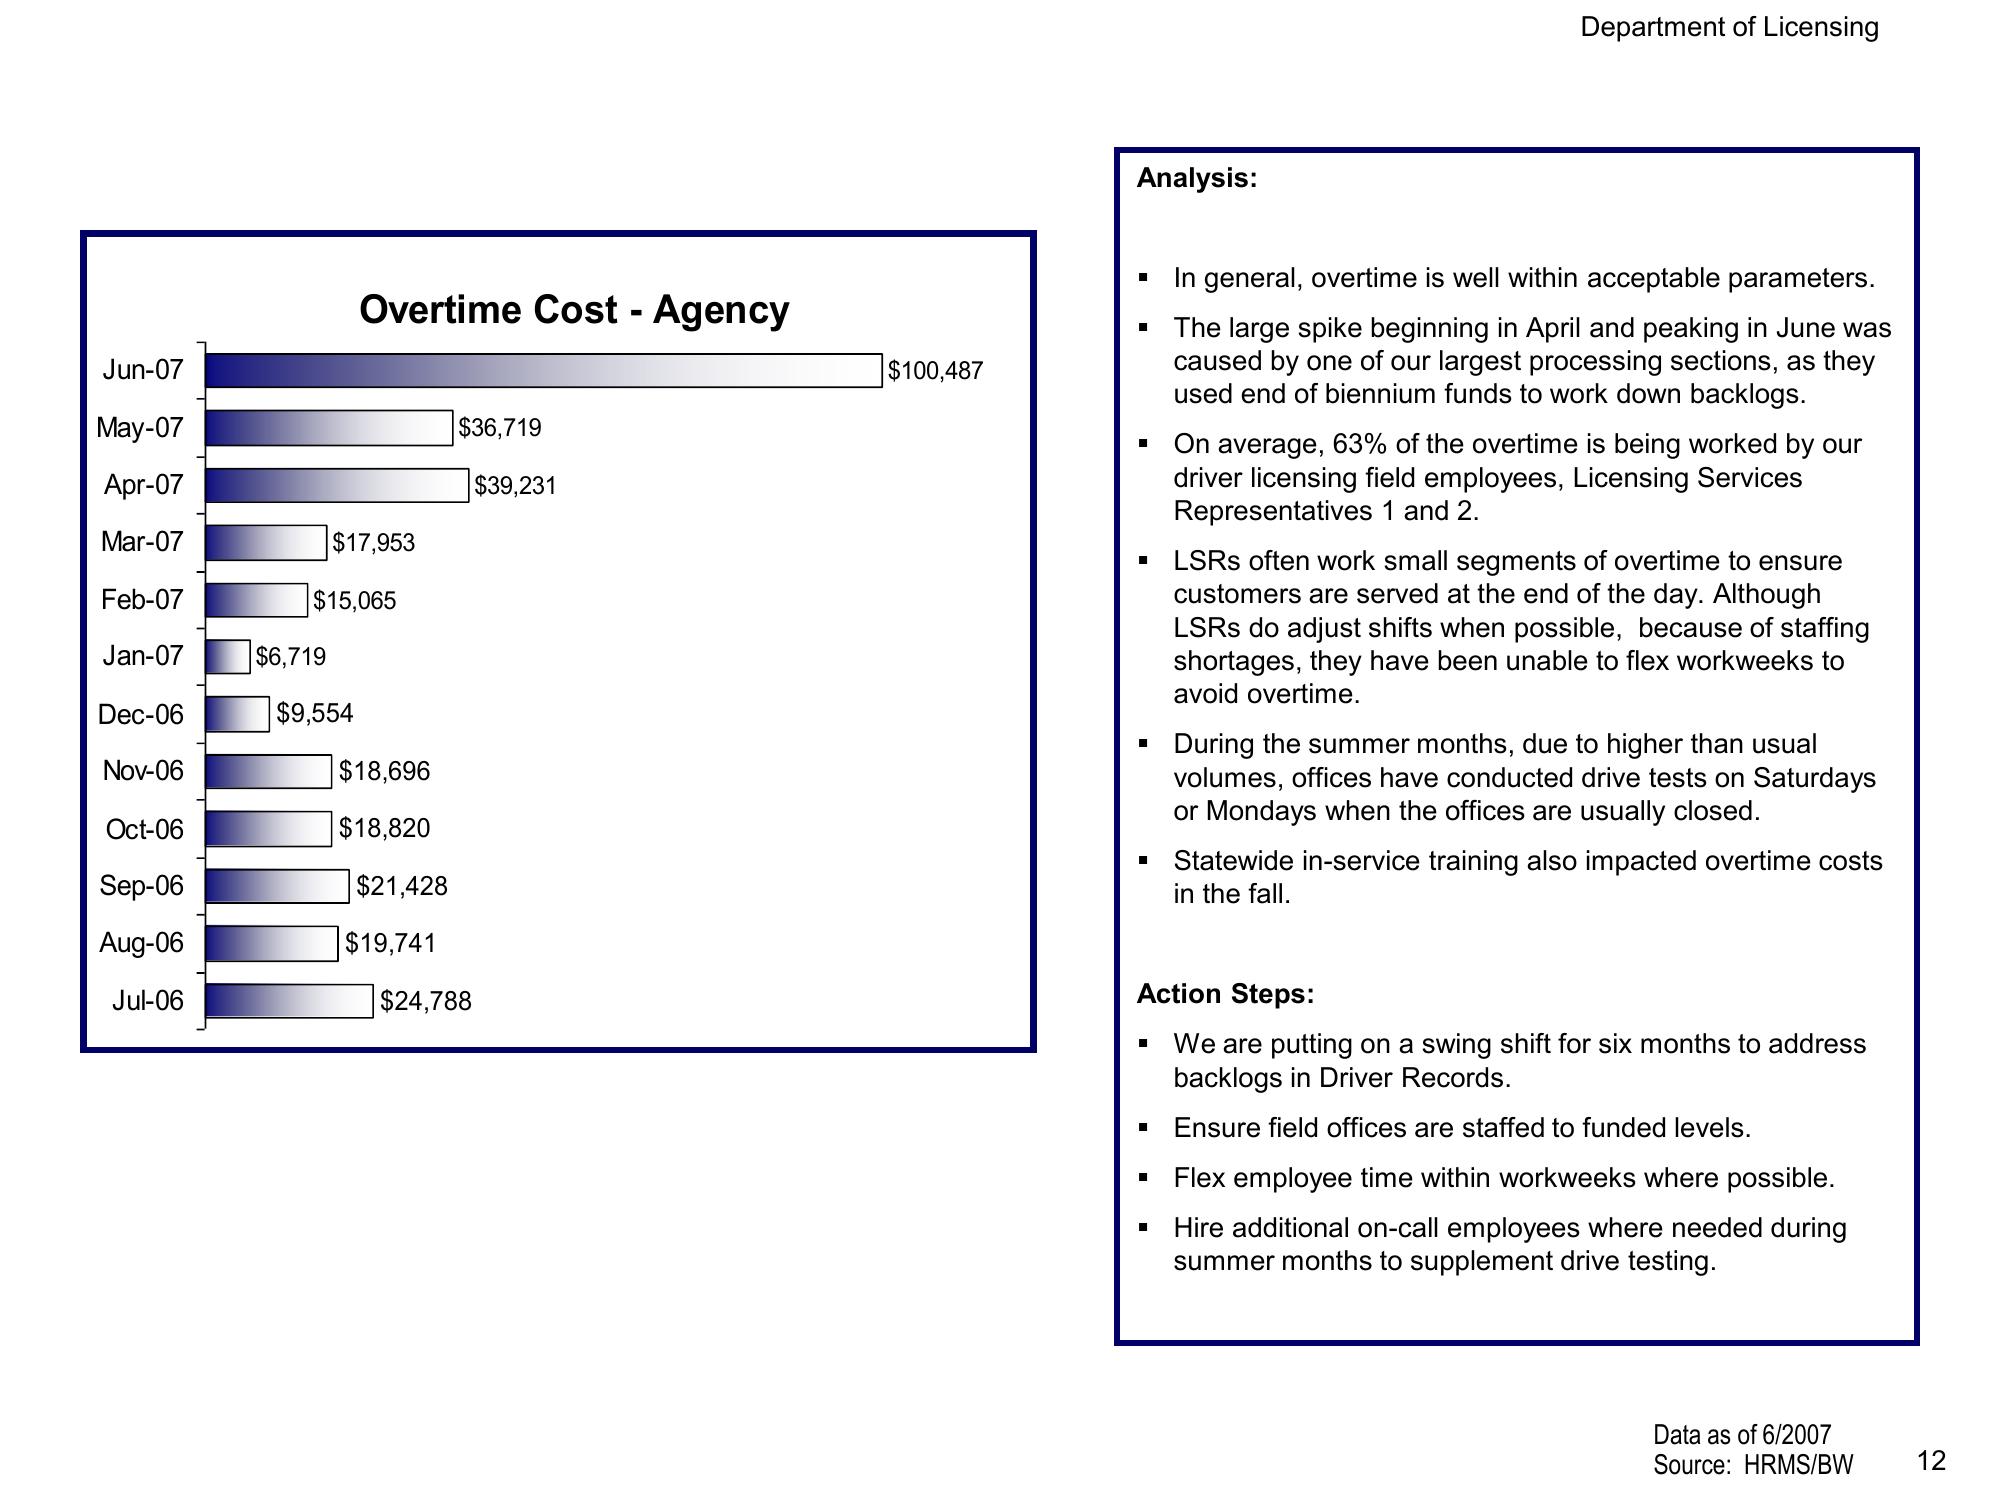 Department of Licensing
Overtime Cost - Agency
Jun-07 $100,487
May-07 $36,719
Apr-07 $39,231
Mar-07 $17,953
Feb-07 $15,065
Jan-07 $6,719
Dec-06 $9,554
Nov-06 $18,696
Oct-06 $18,820
Sep-06 $21,428
Aug-06 $19,741
Jul-06 $24,788
Analysis:
▪ In general, overtime is well within acceptable parameters.
▪ The large spike beginning in April and peaking in June was
caused by one of our largest processing sections, as they
used end of biennium funds to work down backlogs.
▪ On average, 63% of the overtime is being worked by our
driver licensing field employees, Licensing Services
Representatives 1 and 2.
▪ LSRs often work small segments of overtime to ensure
customers are served at the end of the day. Although
LSRs do adjust shifts when possible,  because of staffing
shortages, they have been unable to flex workweeks to
avoid overtime.
▪ During the summer months, due to higher than usual
volumes, offices have conducted drive tests on Saturdays
or Mondays when the offices are usually closed.
▪ Statewide in-service training also impacted overtime costs
in the fall.
Action Steps:
▪ We are putting on a swing shift for six months to address
backlogs in Driver Records.
▪ Ensure field offices are staffed to funded levels.
▪ Flex employee time within workweeks where possible.
▪ Hire additional on-call employees where needed during
summer months to supplement drive testing.
Data as of 6/2007
Source:  HRMS/BW
12